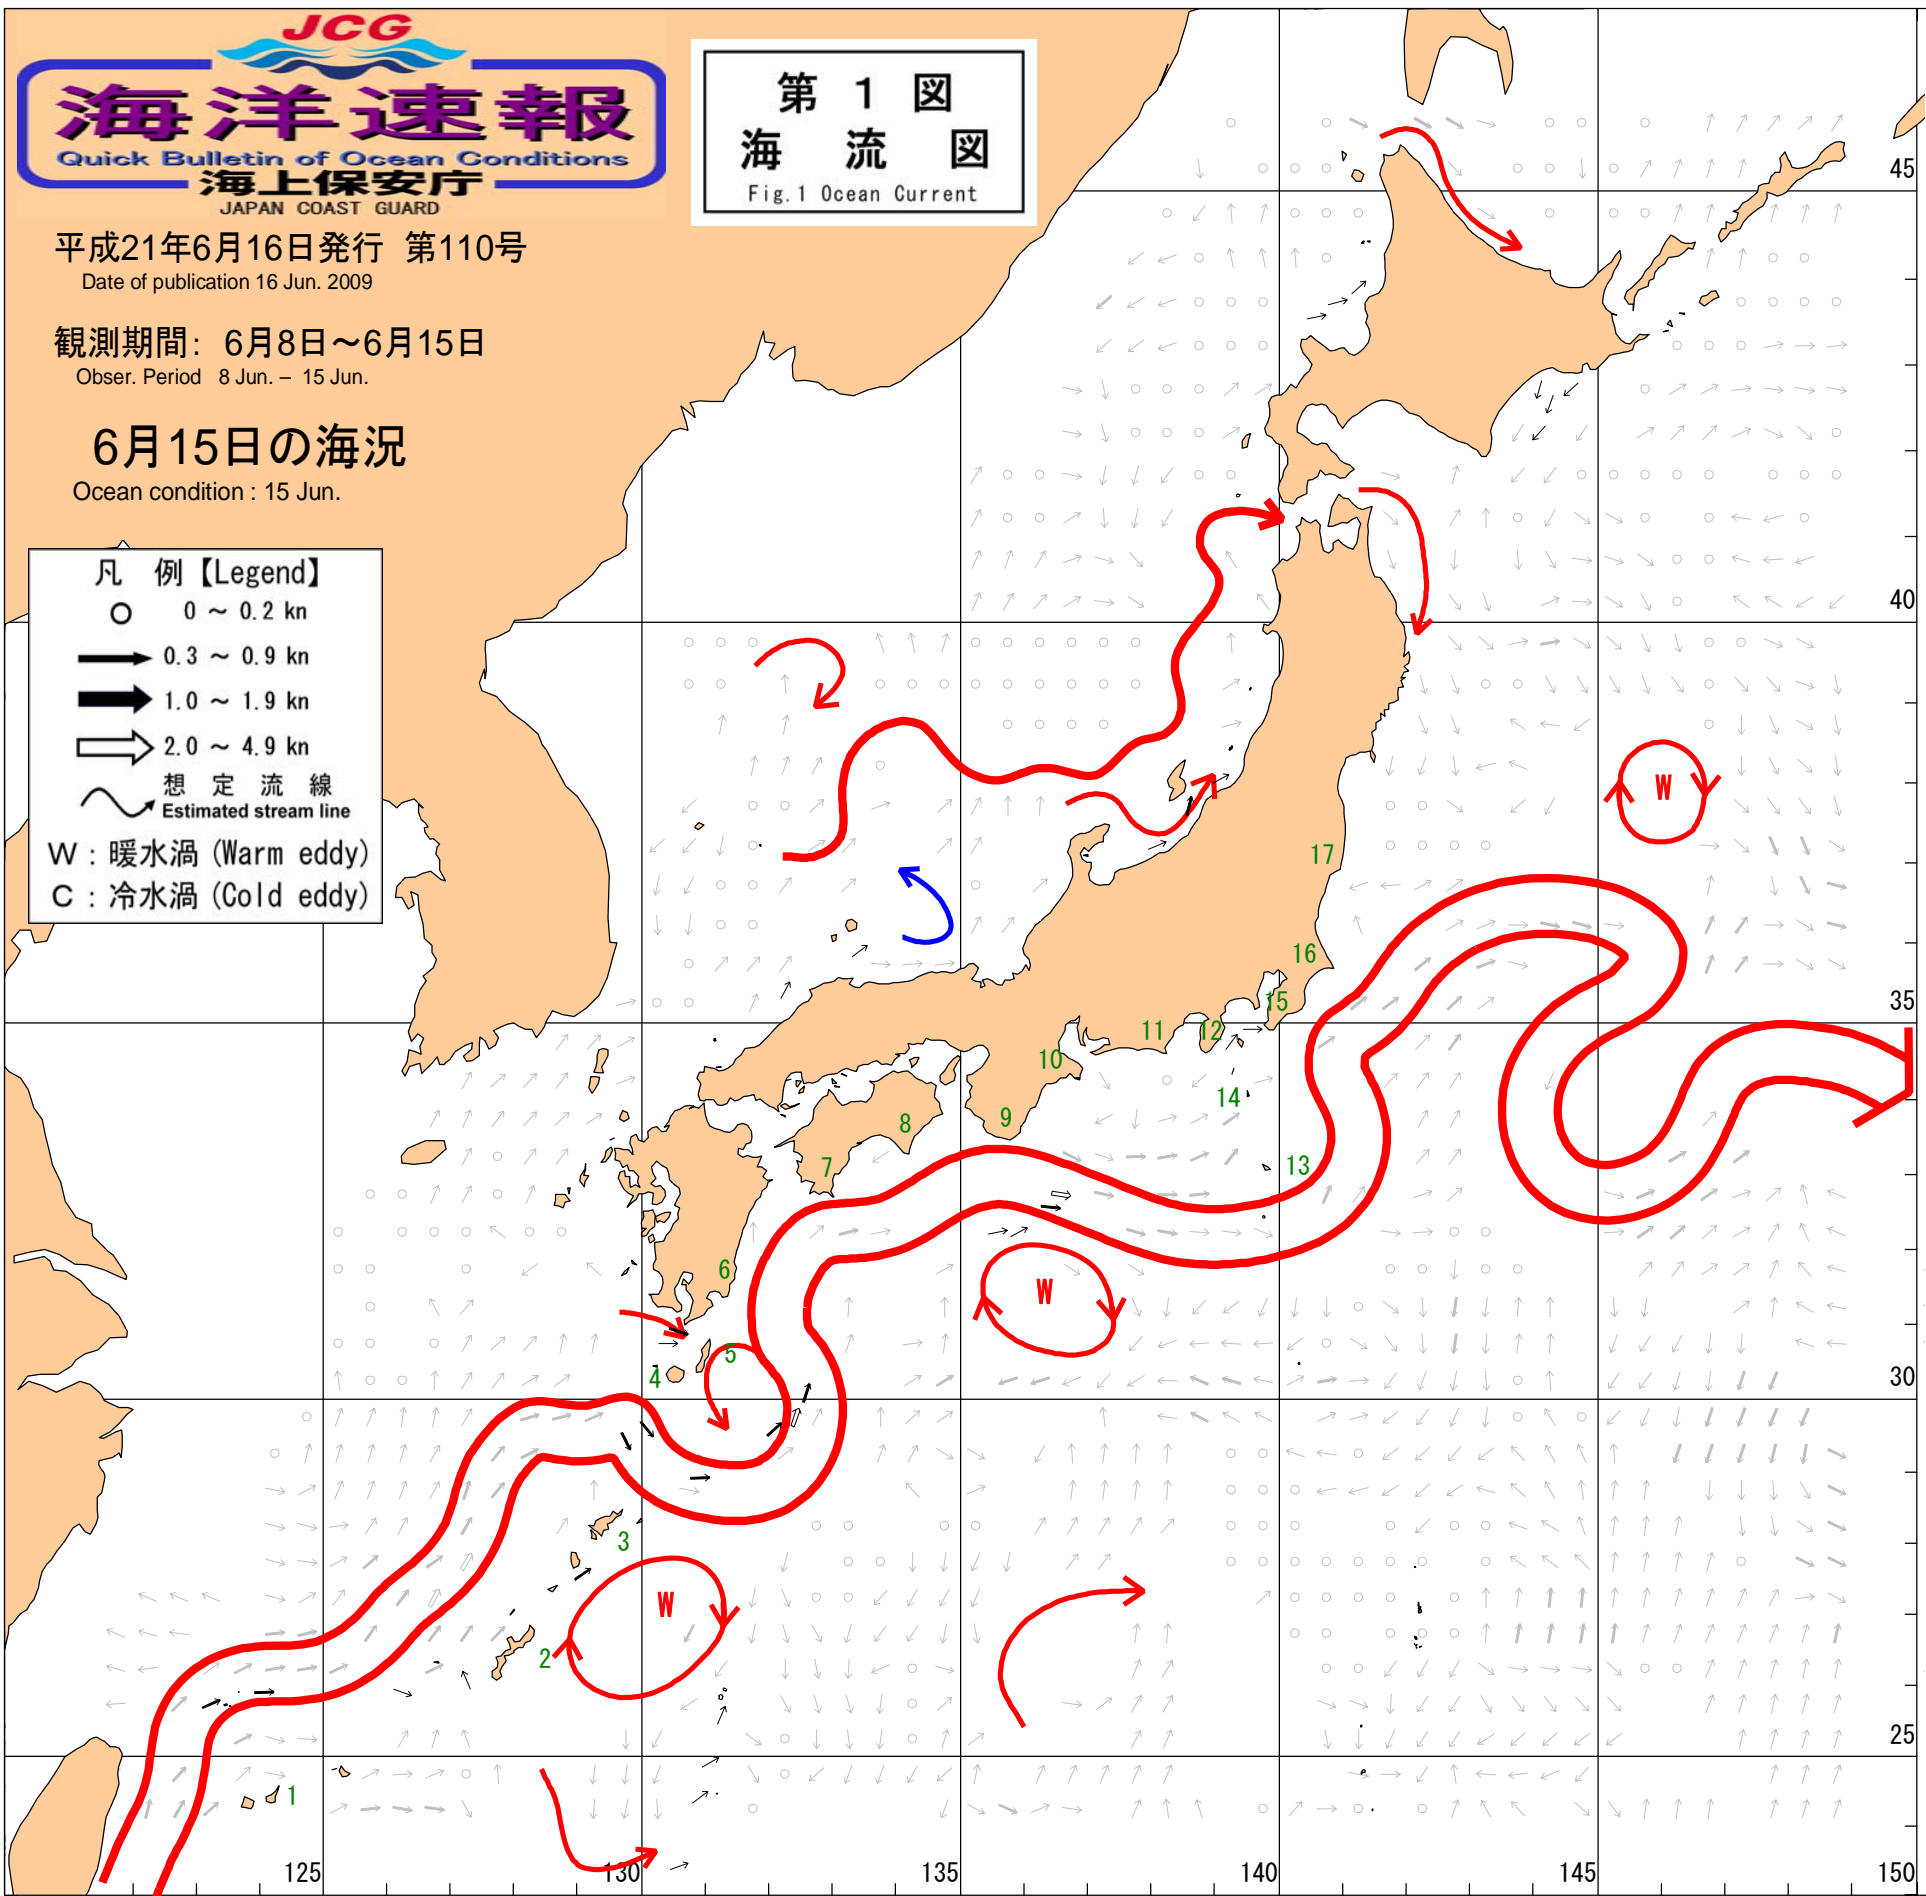 JCG
海洋速報
Quick Bulletin of Ocean Conditions
海上保安庁
JAPAN COAST GUARD
第 1 図
海 流 図
Fig.1 Ocean Current
平成21年6月16日発行 第110号
Date of publication 16 Jun. 2009
観測期間: 6月8日～6月15日
Obser. Period 8 Jun. – 15 Jun.
6月15日の海況
Ocean condition : 15 Jun.
凡 例【Legend】
0 ～ 0.2 kn
0.3 ～ 0.9 kn
1.0 ～ 1.9 kn
2.0 ～ 4.9 kn
想 定 流 線
Estimated stream line
W : 暖水渦 (Warm eddy)
C : 冷水渦 (Cold eddy)
45
40
W
17
16
35
15
12
11
10
14
9
8
7
13
6
W
5
4
30
3
W
2
25
1
125
130
135
140
145
150